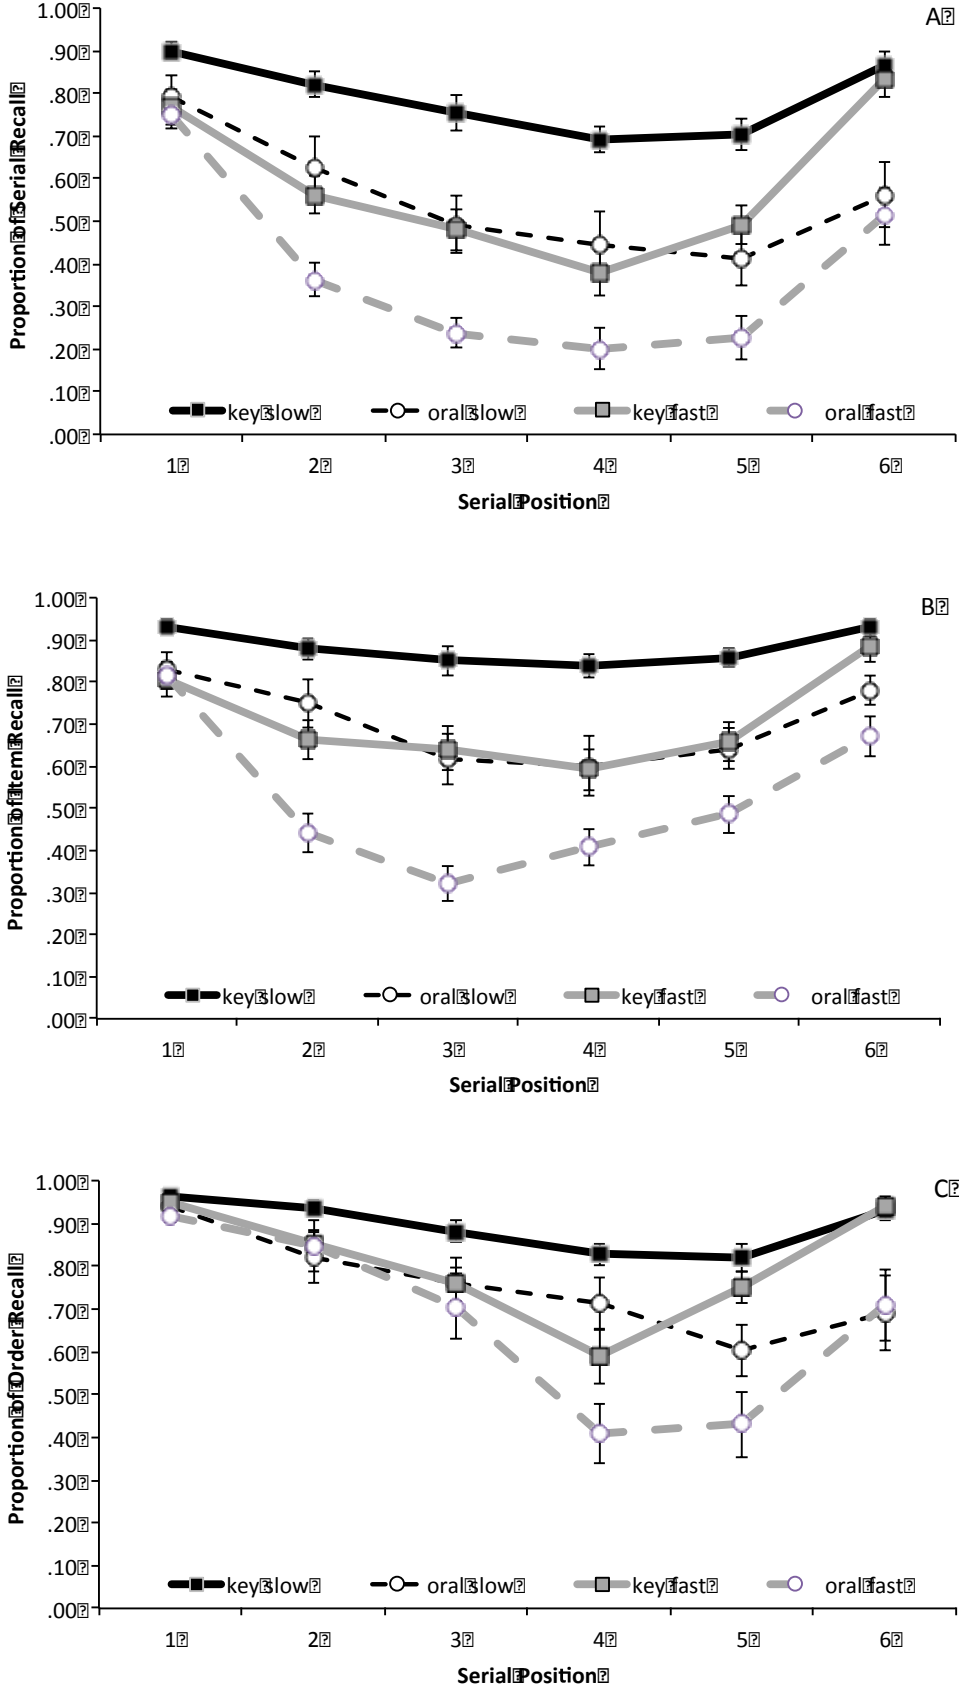 A⍰
1.00⍰
.90⍰
.80⍰
.70⍰
.60⍰
.50⍰
.40⍰
.30⍰
.20⍰
.10⍰
.00⍰
Proportion⍰of⍰Serial⍰Recall⍰
key⍰slow⍰ oral⍰slow⍰ key⍰fast⍰ oral⍰fast⍰
1⍰ 2⍰ 3⍰ 4⍰ 5⍰ 6⍰
Serial⍰Position⍰
B⍰
1.00⍰
.90⍰
.80⍰
.70⍰
.60⍰
.50⍰
.40⍰
.30⍰
.20⍰
.10⍰
.00⍰
Proportion⍰of⍰Item⍰Recall⍰
key⍰slow⍰ oral⍰slow⍰ key⍰fast⍰ oral⍰fast⍰
1⍰ 2⍰ 3⍰ 4⍰ 5⍰ 6⍰
Serial⍰Position⍰
C⍰
1.00⍰
.90⍰
.80⍰
.70⍰
.60⍰
.50⍰
.40⍰
.30⍰
.20⍰
.10⍰
.00⍰
Proportion⍰of⍰Order⍰Recall⍰
key⍰slow⍰ oral⍰slow⍰ key⍰fast⍰ oral⍰fast⍰
1⍰ 2⍰ 3⍰ 4⍰ 5⍰ 6⍰
Serial⍰Position⍰